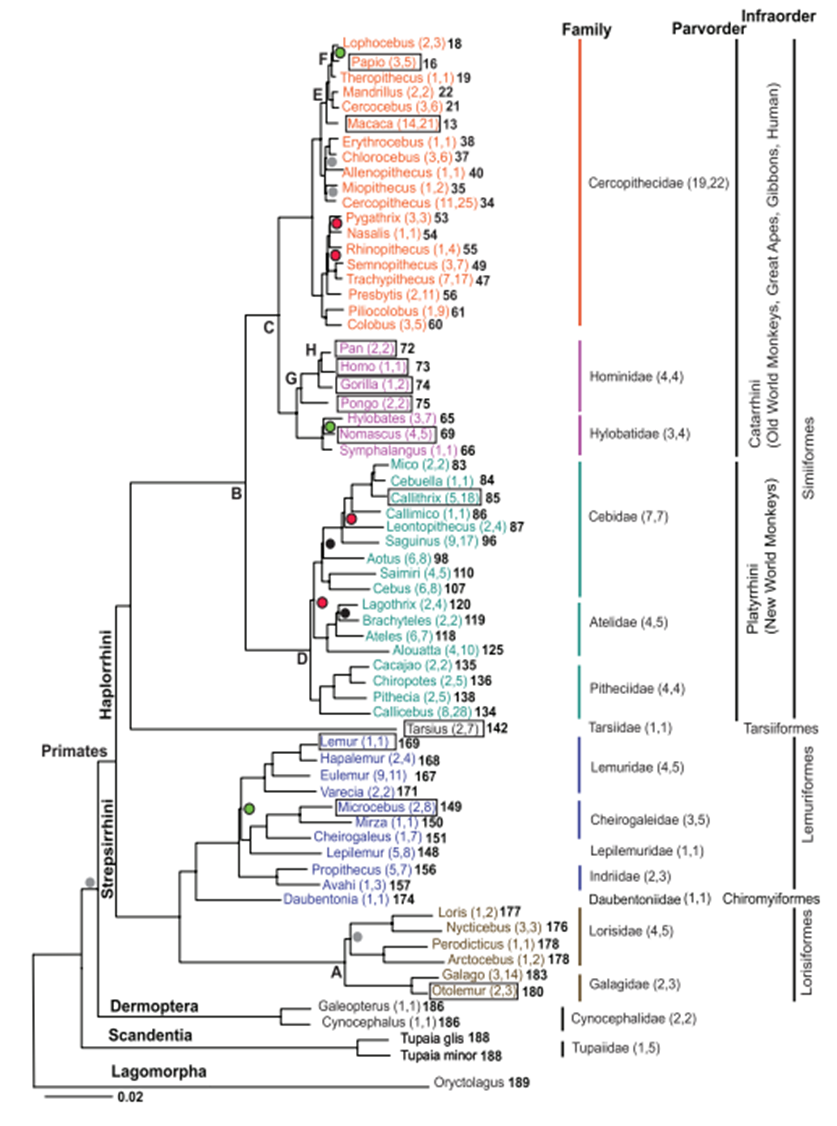 Infraorder
Family
Parvorder
Lophocebus (2,3) 18
F
Papio (3,5) 16
Theropithecus (1,1) 19
E
Mandrillus (2,2) 22
Cercocebus (3,6) 21
Macaca (14,21) 13
Erythrocebus (1,1) 38
Chlorocebus (3,6) 37
Allenopithecus (1,1) 40
Miopithecus (1,2) 35
Cercopithecus (11,25) 34
Cercopithecidae (19,22)
Pygathrix (3,3) 53
Nasalis (1,1) 54
Rhinopithecus (1,4) 55
Semnopithecus (3,7) 49
Trachypithecus (7,17) 47
Presbytis (2,11) 56
Piliocolobus (1,9) 61
Colobus (3,5) 60
C
H
Pan (2,2) 72
Homo (1,1) 73
G
Gorilla (1,2) 74
Pongo (2,2) 75
Hominidae (4,4)
Hylobates (3,7) 65
Nomascus (4,5) 69
Symphalangus (1,1) 66
Hylobatidae (3,4)
Catarrhini
(Old World Monkeys, Great Apes, Gibbons, Human)
Simiiformes
Mico (2,2) 83
Cebuella (1,1) 84
Callithrix (5,18) 85
B
Callimico (1,1) 86
Leontopithecus (2,4) 87
Saguinus (9,17) 96
Cebidae (7,7)
Aotus (6,8) 98
Saimiri (4,5) 110
Cebus (6,8) 107
Lagothrix (2,4) 120
Brachyteles (2,2) 119
Ateles (6,7) 118
Alouatta (4,10) 125
Atelidae (4,5)
D
Platyrrhini
(New World Monkeys)
Cacajao (2,2) 135
Chiropotes (2,5) 136
Pithecia (2,5) 138
Callicebus (8,28) 134
Pitheciidae (4,4)
Haplorrhini
Tarsius (2,7) 142
Tarsiidae (1,1)
Tarsiiformes
Primates
Lemur (1,1) 169
Hapalemur (2,4) 168
Eulemur (9,11) 167
Varecia (2,2) 171
Lemuridae (4,5)
Microcebus (2,8) 149
Mirza (1,1) 150
Cheirogaleus (1,7) 151
Cheirogaleidae (3,5)
Lepilemur (5,8) 148
Lepilemuridae (1,1)
Propithecus (5,7) 156
Avahi (1,3) 157
Indriidae (2,3)
Lemuriformes
Strepsirrhini
Daubentonia (1,1) 174
Daubentoniidae (1,1)
Chiromyiformes
Loris (1,2) 177
Nycticebus (3,3) 176
Perodicticus (1,1) 178
Arctocebus (1,2) 178
Lorisidae (4,5)
A
Galago (3,14) 183
Otolemur (2,3) 180
Galagidae (2,3)
Lorisiformes
Dermoptera
Galeopterus (1,1) 186
Cynocephalus (1,1) 186
Cynocephalidae (2,2)
Scandentia
Tupaia glis 188
Tupaia minor 188
Tupaiidae (1,5)
Lagomorpha
Oryctolagus 189
0.02